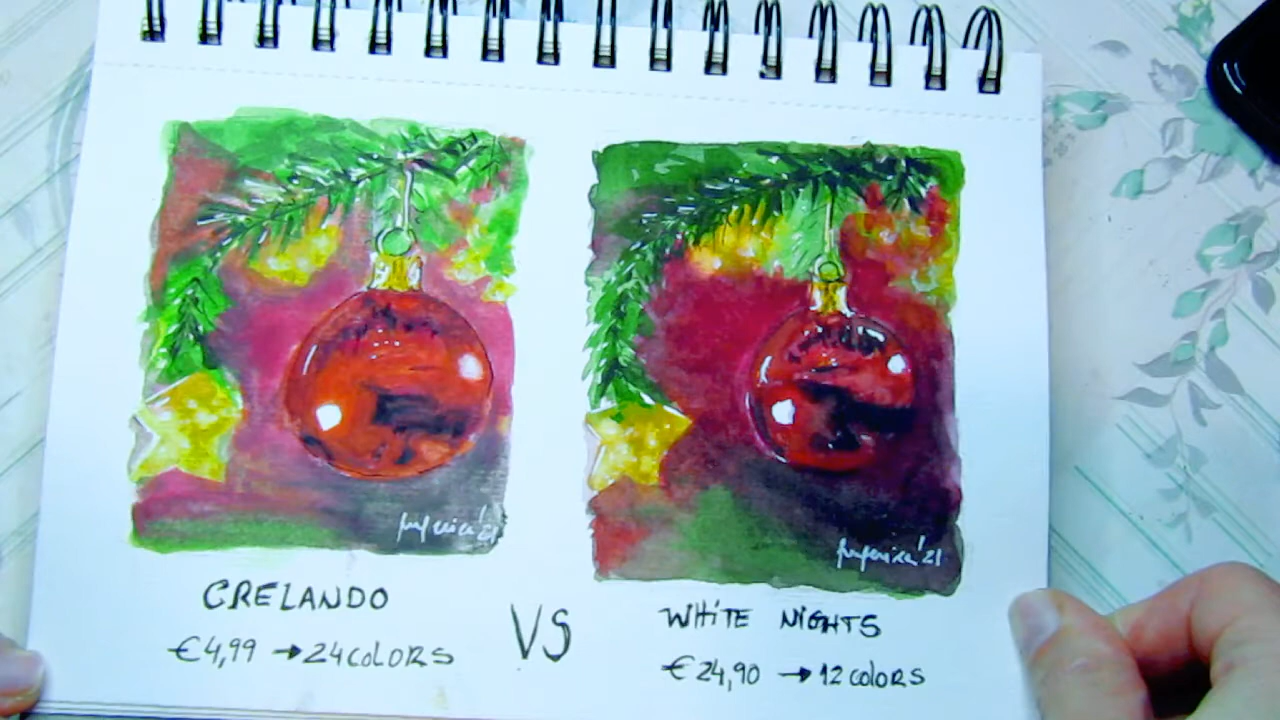 CRELANDO
€4,99 → 24 COLORS
VS
WHITE NIGHTS
€24,90 → 12 COLORS